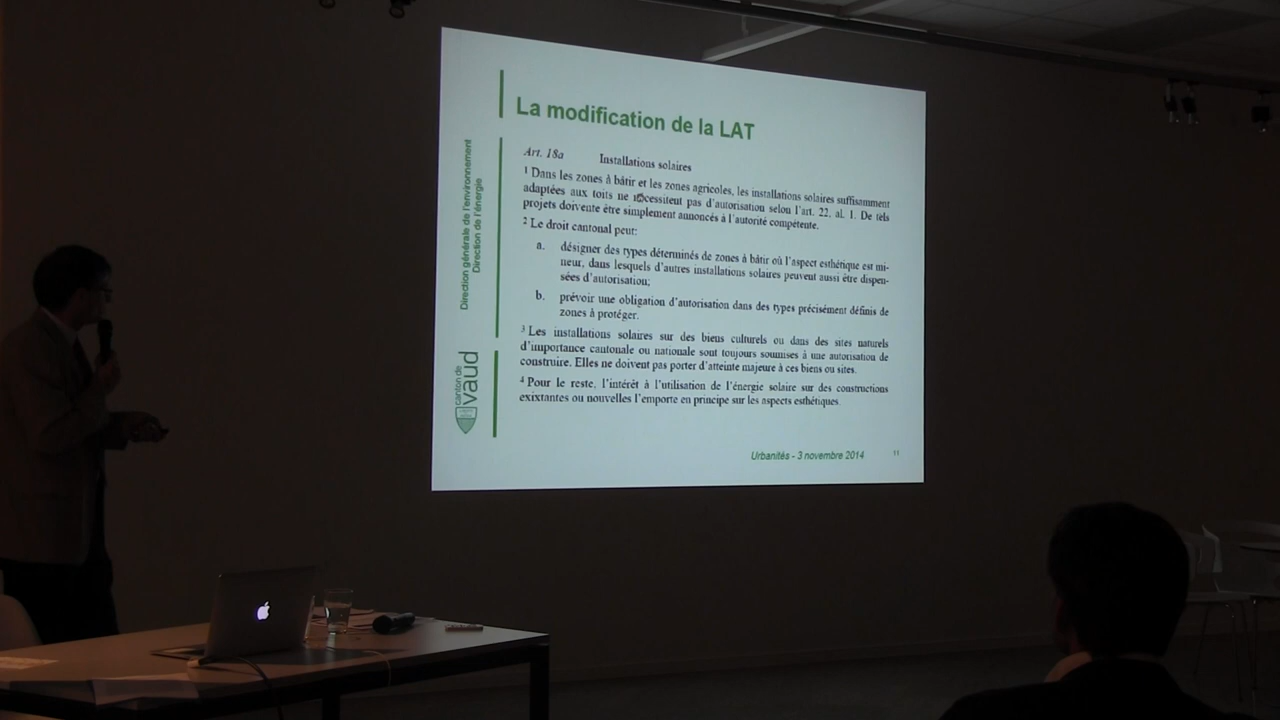 La modification de la LAT
Art. 18a Installations solaires
1 Dans les zones à bâtir et les zones agricoles, les installations solaires suffisamment
adaptées aux toits ne nécessitent pas d'autorisation selon l'art. 22, al. 1. De tels
projets doivente être simplement annoncés à l'autorité compétente.
2 Le droit cantonal peut:
a. désigner des types déterminés de zones à bâtir où l'aspect esthétique est mi-
neur, dans lesquels d'autres installations solaires peuvent aussi être dispen-
sées d'autorisation;
b. prévoir une obligation d'autorisation dans des types précisément définis de
zones à protéger.
3 Les installations solaires sur des biens culturels ou dans des sites naturels
d'importance cantonale ou nationale sont toujours soumises à une autorisation de
construire. Elles ne doivent pas porter d'atteinte majeure à ces biens ou sites.
4 Pour le reste, l'intérêt à l'utilisation de l'énergie solaire sur des constructions
exixtantes ou nouvelles l'emporte en principe sur les aspects esthétiques.
Direction générale de l'environnement
Direction de l'énergie
canton de
vaud
Urbanités - 3 novembre 2014 11